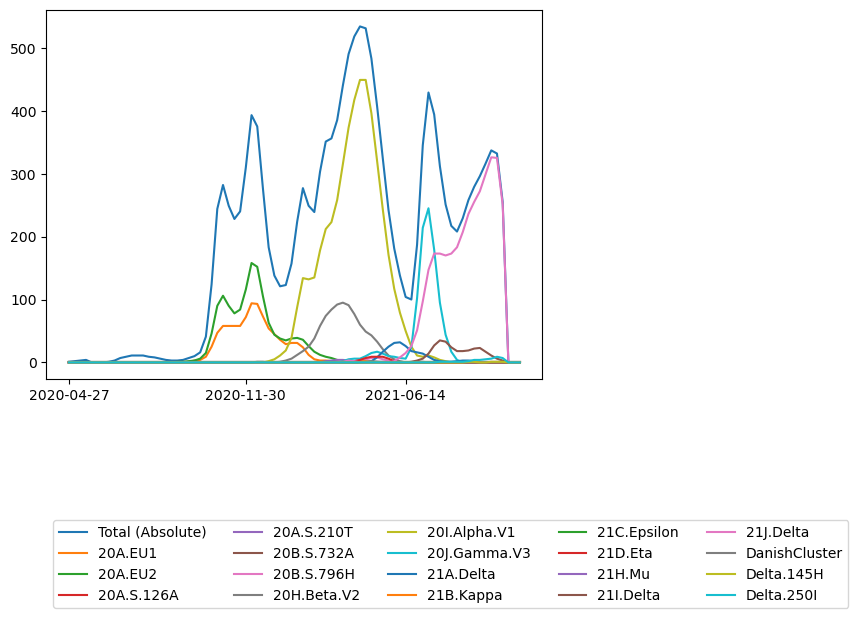 500
400
300
200
100
0
2020-04-27 2020-11-30 2021-06-14
Total (Absolute) 20A.S.210T 20I.Alpha.V1 21C.Epsilon 21J.Delta
20A.EU1 20B.S.732A 20J.Gamma.V3 21D.Eta DanishCluster
20A.EU2 20B.S.796H 21A.Delta 21H.Mu Delta.145H
20A.S.126A 20H.Beta.V2 21B.Kappa 21I.Delta Delta.250I